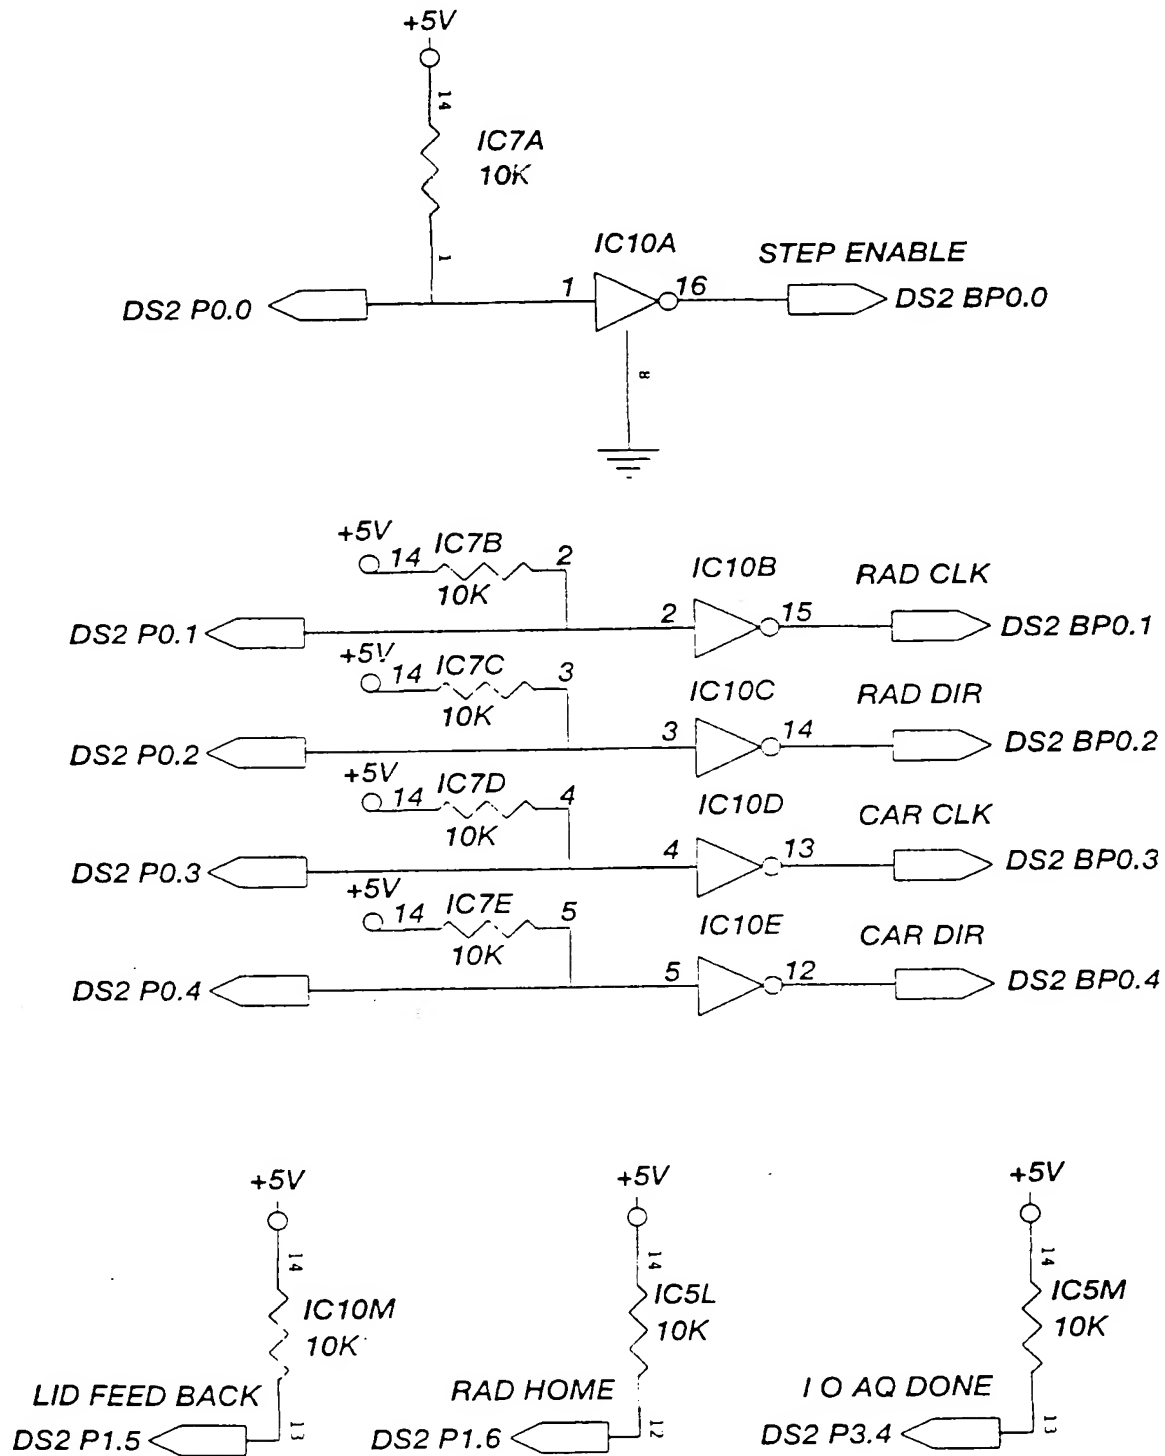 +5V
14
IC7A
10K
1
IC10A
STEP ENABLE
DS2 P0.0
1
16
DS2 BP0.0
8
+5V
14
IC7B
2
10K
IC10B
RAD CLK
DS2 P0.1
2
15
DS2 BP0.1
+5V
14
IC7C
3
10K
IC10C
RAD DIR
DS2 P0.2
3
14
DS2 BP0.2
+5V
14
IC7D
4
10K
IC10D
CAR CLK
DS2 P0.3
4
13
DS2 BP0.3
+5V
14
IC7E
5
10K
IC10E
CAR DIR
DS2 P0.4
5
12
DS2 BP0.4
+5V
14
IC10M
10K
LID FEED BACK
DS2 P1.5
13
+5V
14
IC5L
10K
RAD HOME
DS2 P1.6
12
+5V
14
IC5M
10K
I O AQ DONE
DS2 P3.4
13